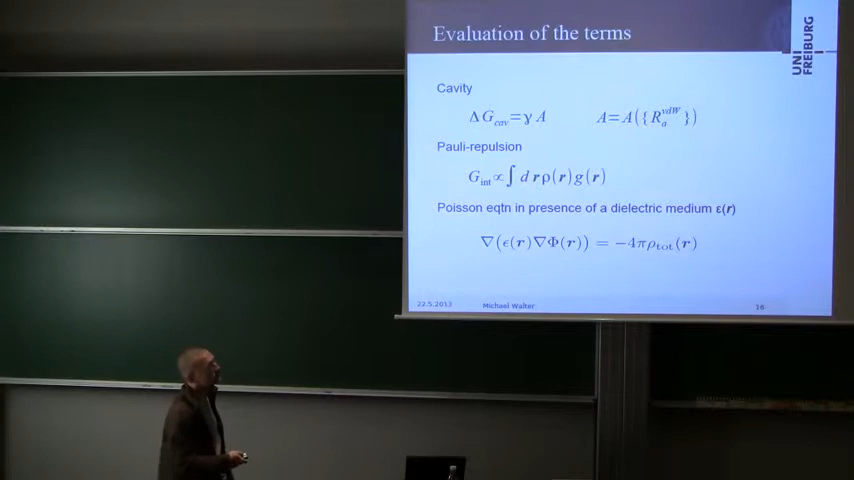 Evaluation of the terms
UNI
FREIBURG
Cavity
Δ G_cav = γ A    A = A({R_a^vdW})
Pauli-repulsion
G_int ∝ ∫ d r ρ(r) g(r)
Poisson eqtn in presence of a dielectric medium ε(r)
∇(ϵ(r)∇Φ(r)) = −4πρ_tot(r)
22.5.2013 Michael Walter 16